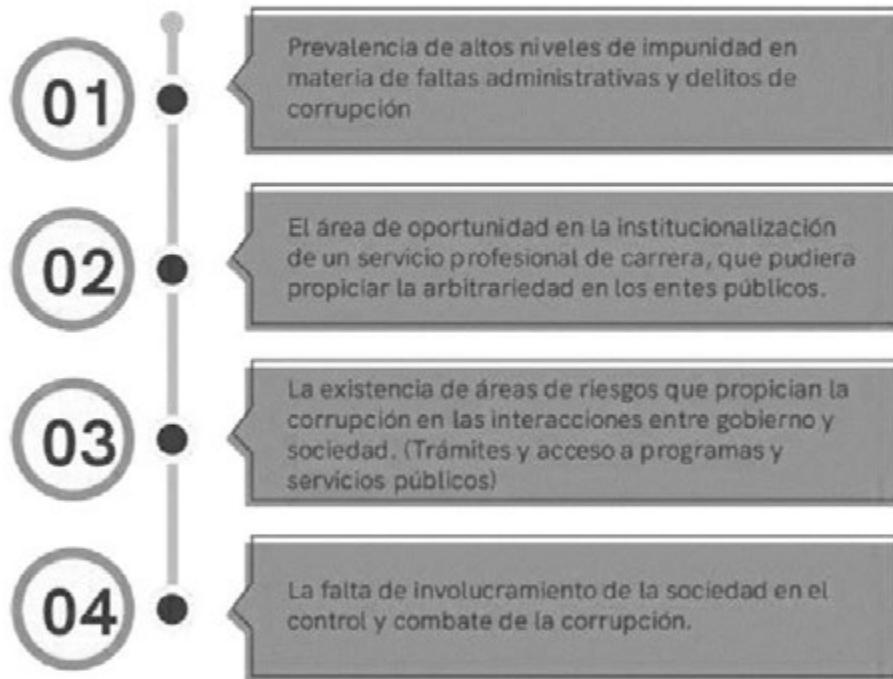 01
Prevalencia de altos niveles de impunidad en
materia de faltas administrativas y delitos de
corrupción
02
El área de oportunidad en la institucionalización
de un servicio profesional de carrera, que pudiera
propiciar la arbitrariedad en los entes públicos.
03
La existencia de áreas de riesgos que propician la
corrupción en las interacciones entre gobierno y
sociedad. (Trámites y acceso a programas y
servicios públicos)
04
La falta de involucramiento de la sociedad en el
control y combate de la corrupción.